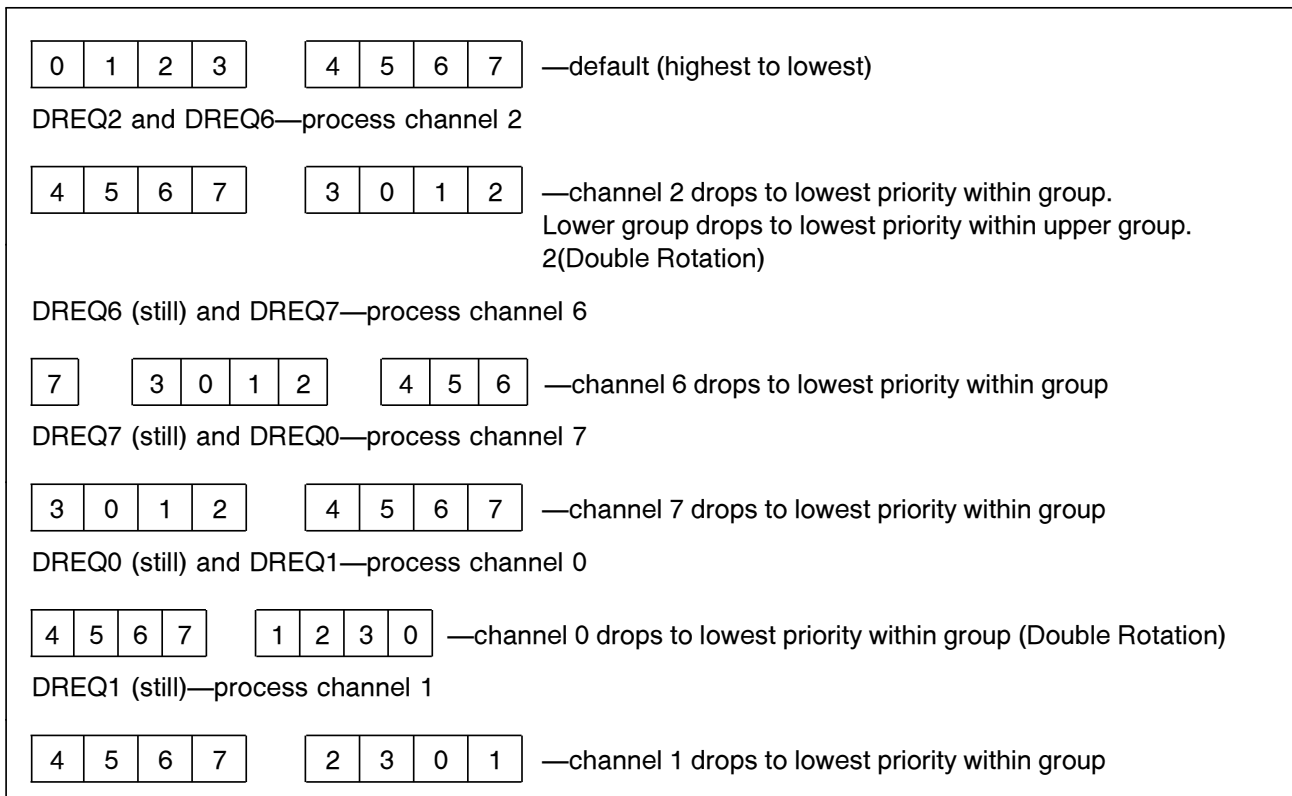 0 1 2 3 4 5 6 7 —default (highest to lowest)
DREQ2 and DREQ6—process channel 2
4 5 6 7 3 0 1 2 —channel 2 drops to lowest priority within group.
Lower group drops to lowest priority within upper group.
2(Double Rotation)
DREQ6 (still) and DREQ7—process channel 6
7 3 0 1 2 4 5 6 —channel 6 drops to lowest priority within group
DREQ7 (still) and DREQ0—process channel 7
3 0 1 2 4 5 6 7 —channel 7 drops to lowest priority within group
DREQ0 (still) and DREQ1—process channel 0
4 5 6 7 1 2 3 0 —channel 0 drops to lowest priority within group (Double Rotation)
DREQ1 (still)—process channel 1
4 5 6 7 2 3 0 1 —channel 1 drops to lowest priority within group